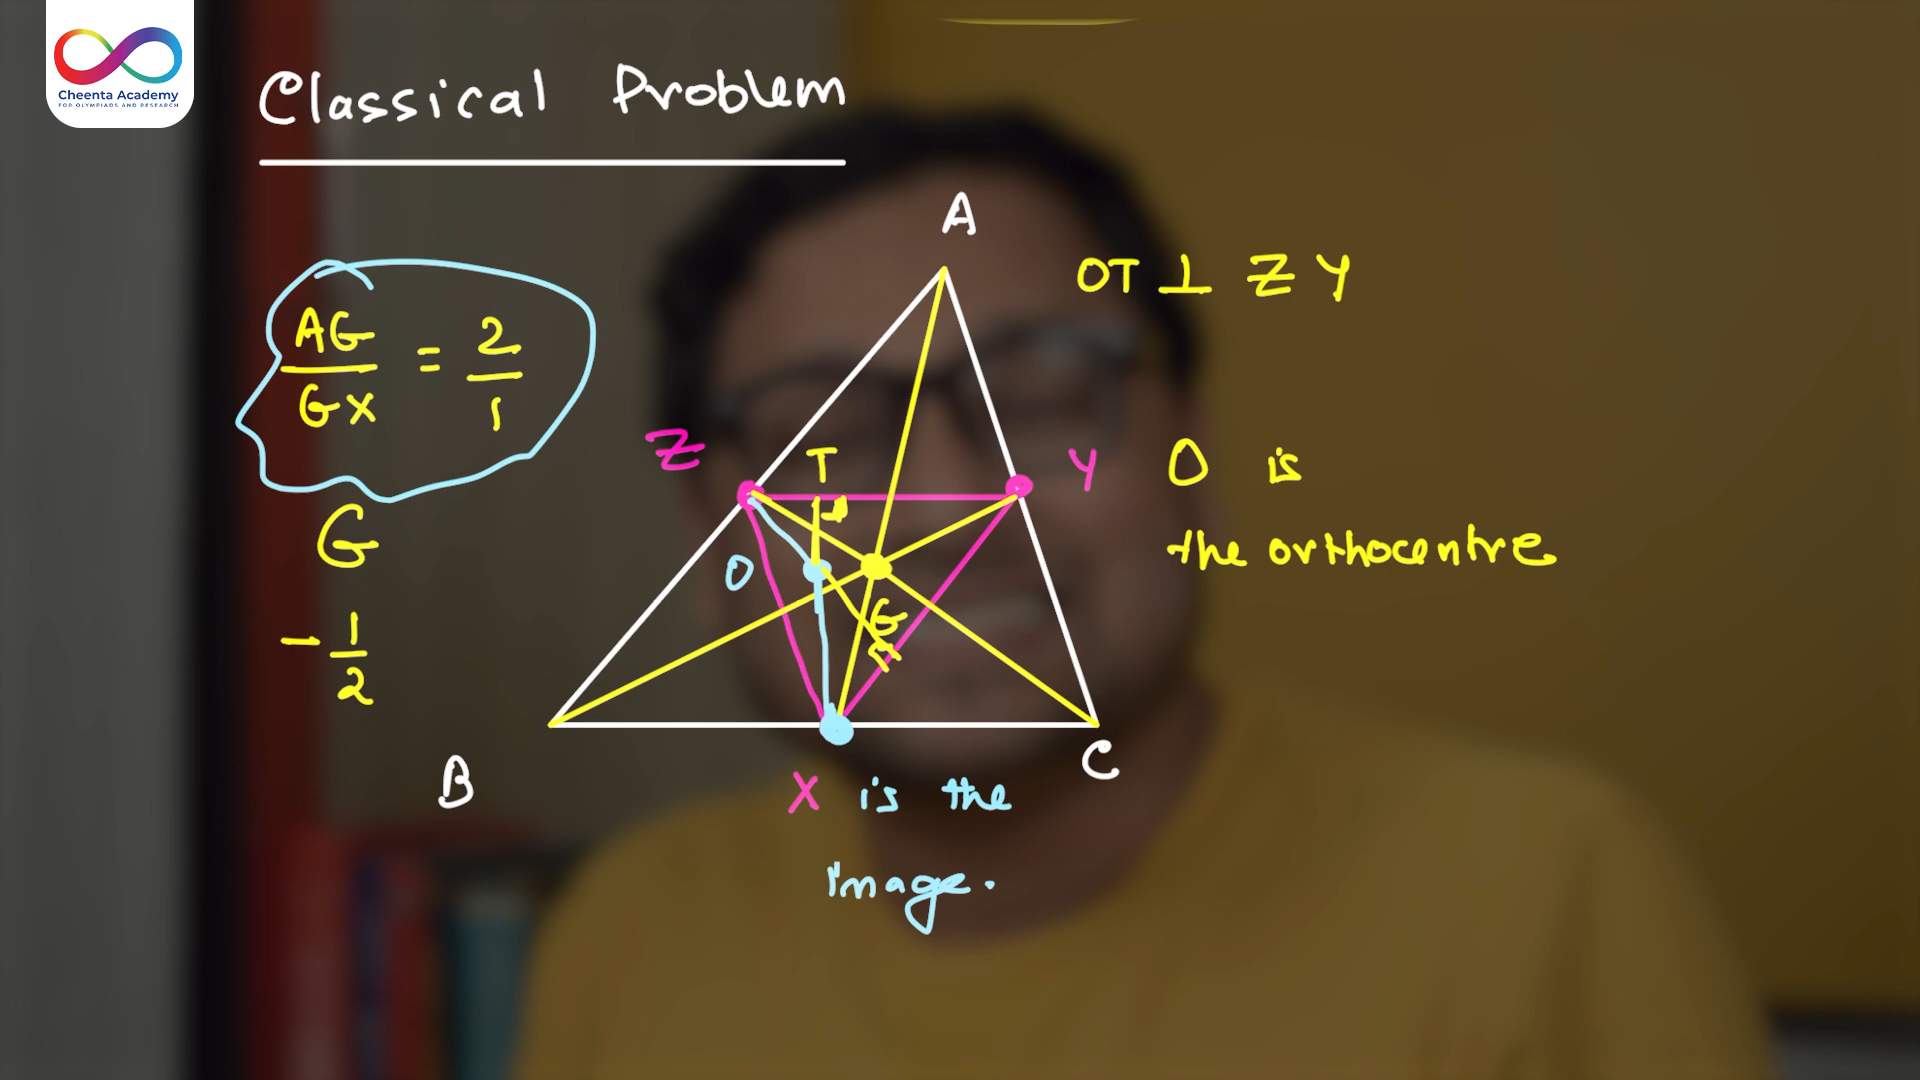 Cheenta Academy
FOR OLYMPIADS AND RESEARCH
Classical Problem
A
OT ⊥ ZY
AG/GX = 2/1
Z
T
Y
O is
the orthocentre
G
O
G
-1/2
B
C
X is the
image.